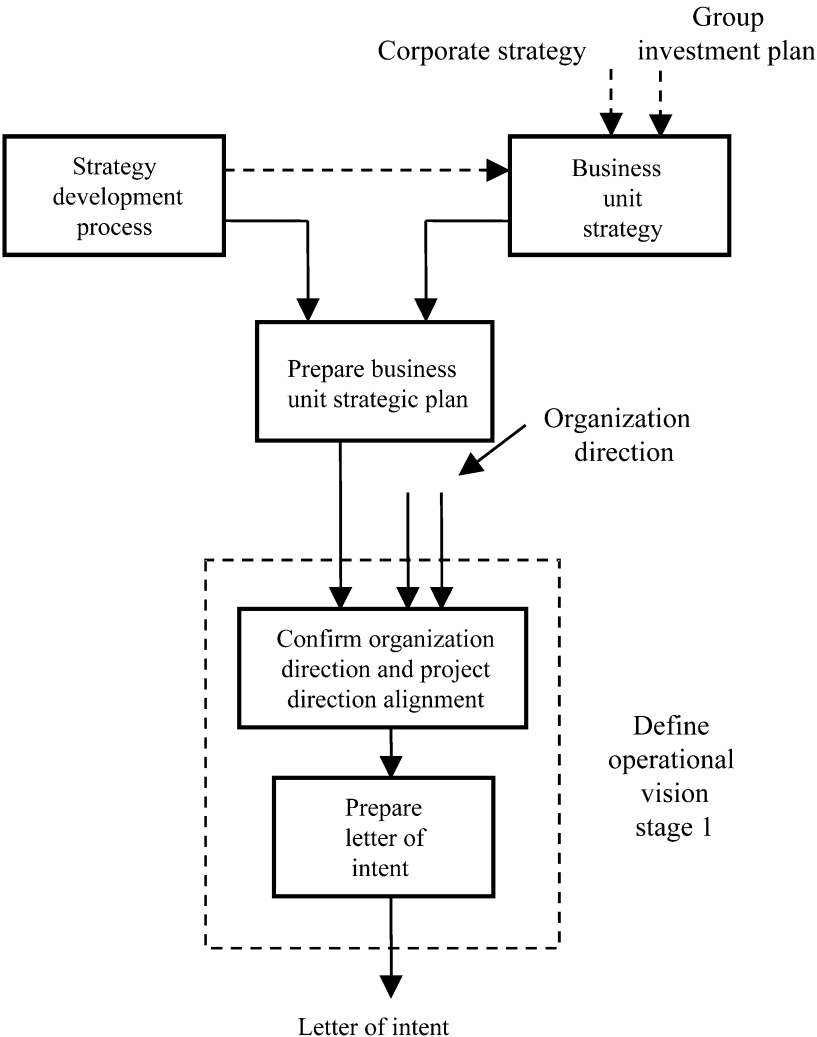 Group
Corporate strategy
investment plan
Strategy
development
process
Business
unit
strategy
Prepare business
unit strategic plan
Organization
direction
Confirm organization
direction and project
direction alignment
Define
operational
vision
stage 1
Prepare
letter of
intent
Letter of intent